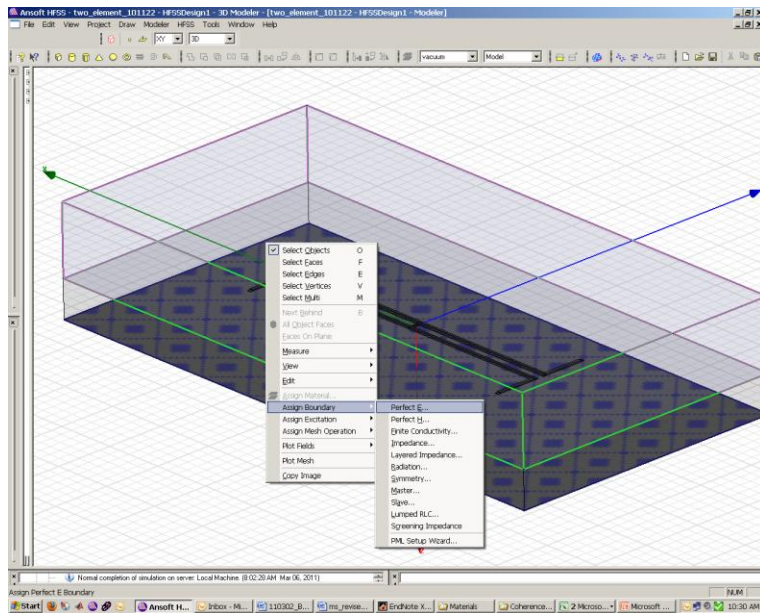 Ansoft HFSS - [two_element_101122 - HFSSDesign1 - 3D Modeler - [two_element_101122 - HFSSDesign1 - Modeler]
File Edit View Project Draw Modeler HFSS Tools Window Help
XY 3D
vacuum Model
Select Objects O
Select Faces F
Select Edges E
Select Vertices V
Select Multi M
Next Behind B
All Object Faces
Faces On Plane
Measure
View
Edit
Assign Material...
Assign Boundary
Assign Excitation
Assign Mesh Operation
Plot Fields
Plot Mesh
Copy Image
Perfect E...
Perfect H...
Finite Conductivity...
Impedance...
Layered Impedance...
Radiation...
Symmetry...
Master...
Slave...
Lumped RLC...
Screening Impedance
PML Setup Wizard...
Normal completion of simulation on server: Local Machine. (8:02:28 AM Mar 06, 2011)
Assign Perfect E Boundary NUM
Start Ansoft H... Inbox - Mi... 110302_B... ms_revise... EndNote X... Materials Coherence... 2 Microso... Microsoft ... 10:30 AM